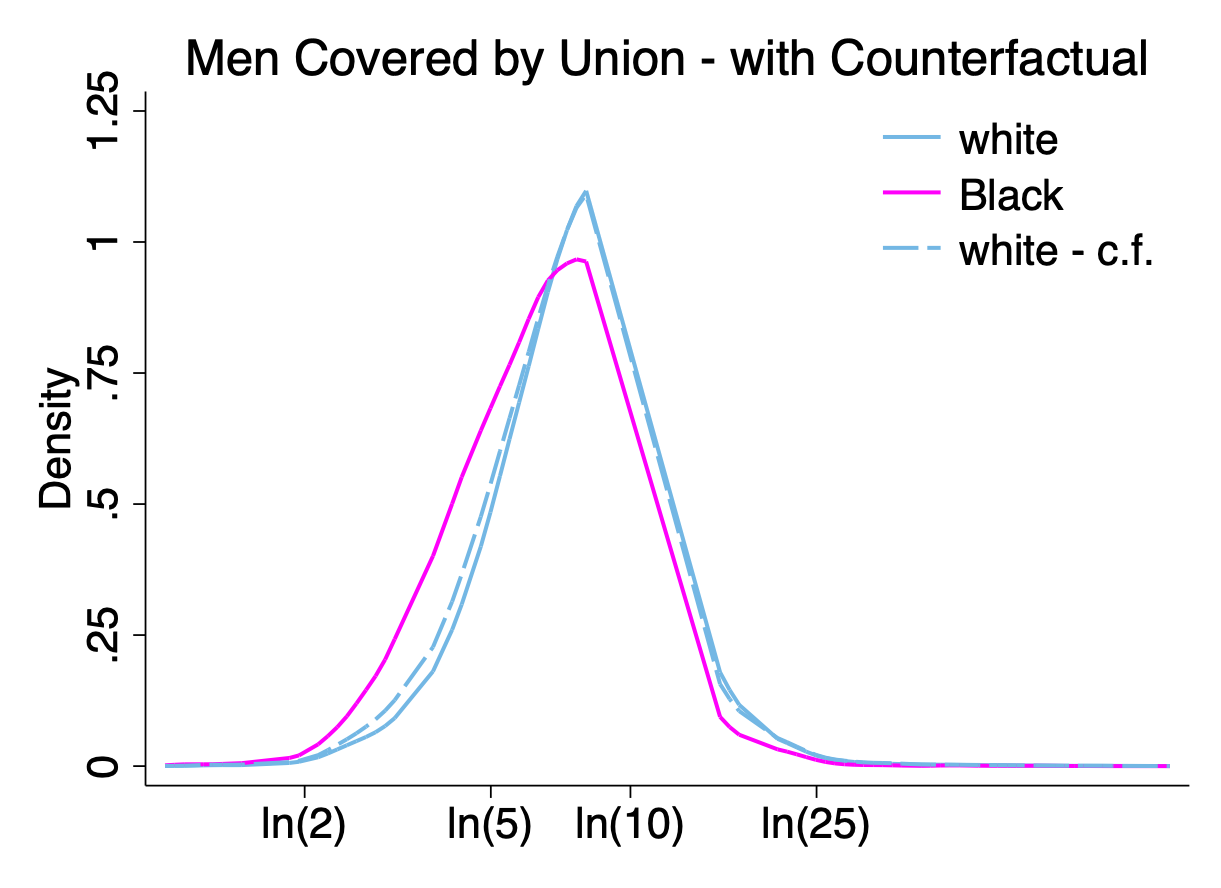 Men Covered by Union - with Counterfactual
white
Black
white - c.f.
Density
1.25
1
.75
.5
.25
0
ln(2)
ln(5)
ln(10)
ln(25)